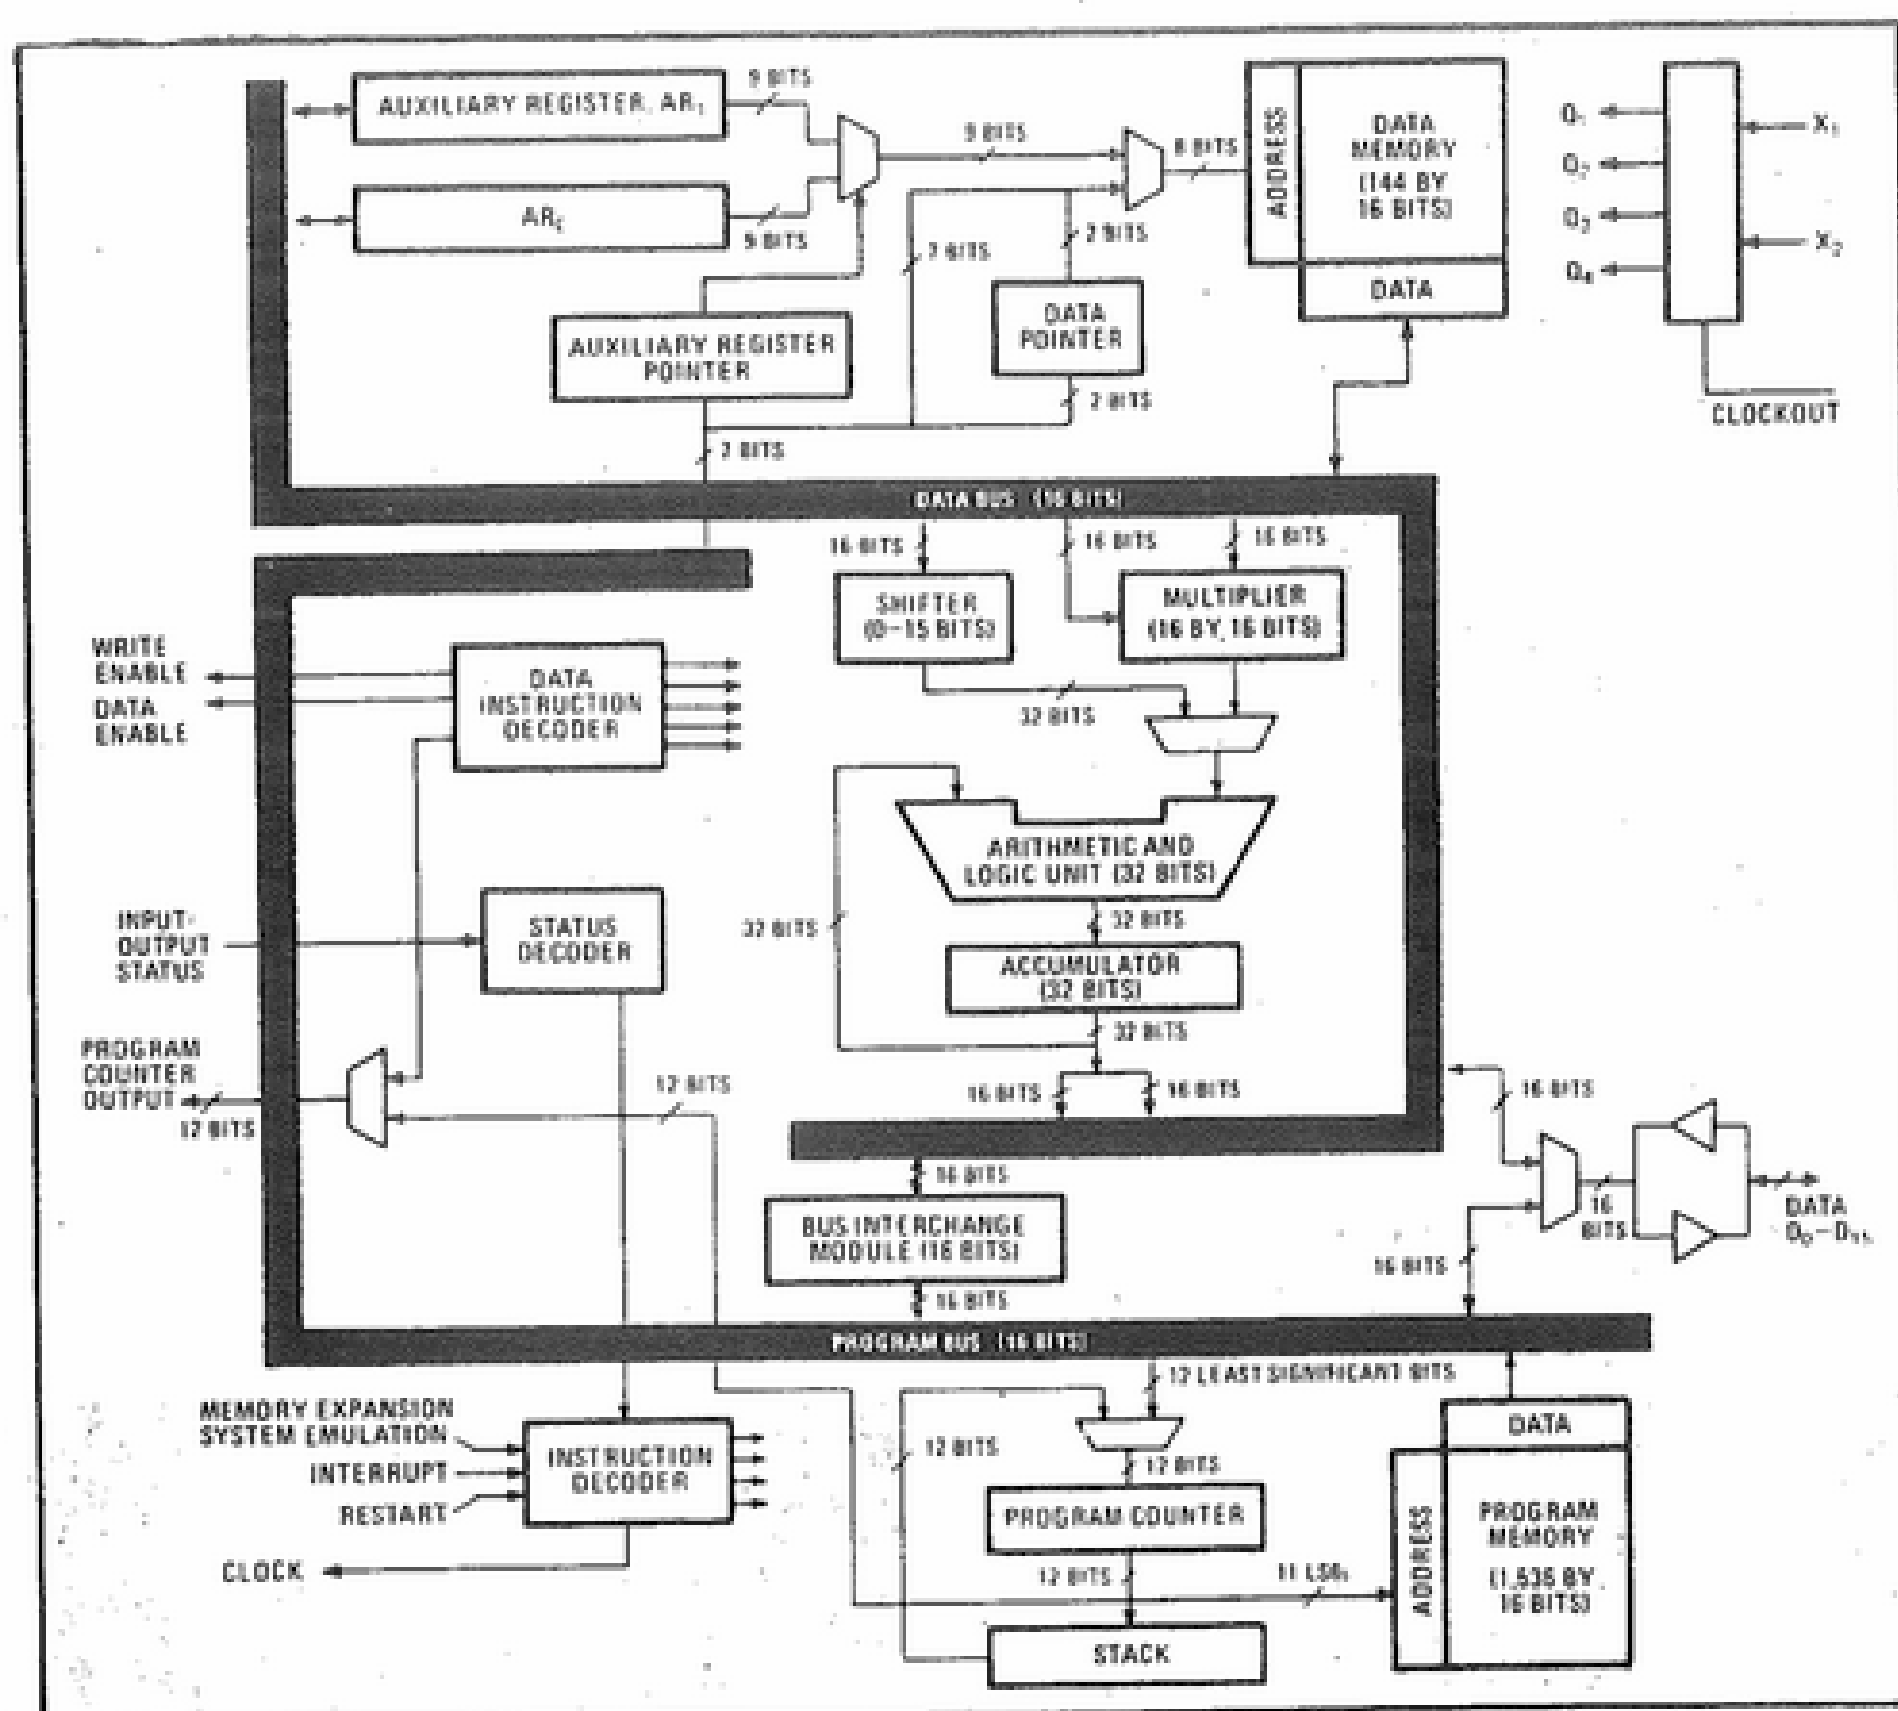 9 BITS
AUXILIARY REGISTER, AR₁
9 BITS
8 BITS
ADDRESS
DATA
MEMORY
(144 BY
16 BITS)
X₁
X₂
9 BITS
2 BITS
DATA
AUXILIARY REGISTER
POINTER
DATA
POINTER
2 BITS
CLOCKOUT
DATA BUS (16 BITS)
16 BITS
16 BITS
16 BITS
SHIFTER
(0–15 BITS)
MULTIPLIER
(16 BY 16 BITS)
WRITE
ENABLE
DATA
ENABLE
DATA
INSTRUCTION
DECODER
32 BITS
ARITHMETIC AND
LOGIC UNIT (32 BITS)
32 BITS
32 BITS
INPUT-
OUTPUT
STATUS
STATUS
DECODER
ACCUMULATOR
(32 BITS)
32 BITS
PROGRAM
COUNTER
OUTPUT
12 BITS
12 BITS
16 BITS
16 BITS
16 BITS
16 BITS
BUS INTERCHANGE
MODULE (16 BITS)
16 BITS
16
BITS
DATA
D₀–D₁₅
16 BITS
PROGRAM BUS (16 BITS)
12 LEAST SIGNIFICANT BITS
MEMORY EXPANSION
SYSTEM EMULATION
INTERRUPT
RESTART
CLOCK
INSTRUCTION
DECODER
12 BITS
12 BITS
PROGRAM COUNTER
12 BITS
11 LSBs
STACK
DATA
ADDRESS
PROGRAM
MEMORY
(1,536 BY
16 BITS)